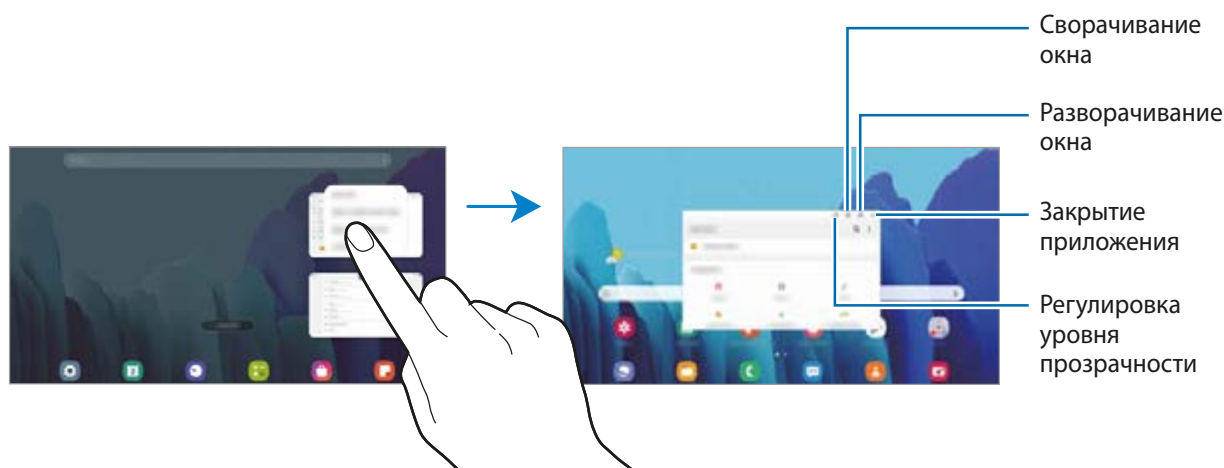 Сворачивание
окна
Разворачивание
окна
Закрытие
приложения
Регулировка
уровня
прозрачности